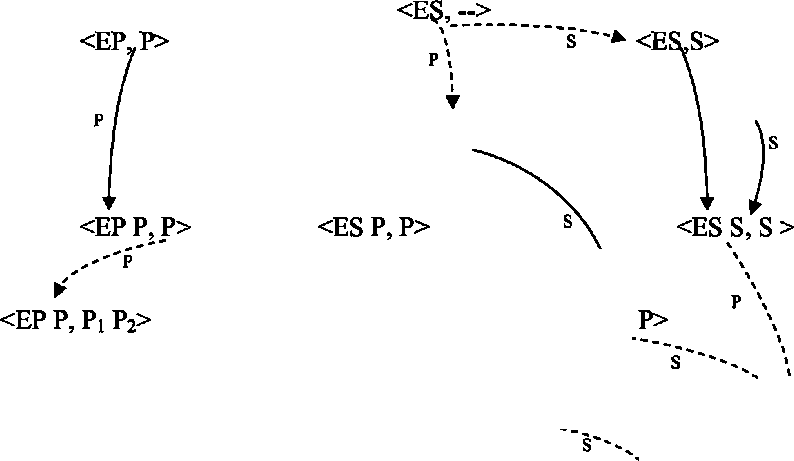 <ES, -->
<EP, P>
S
<ES,S>
P
P
S
<EP P, P>
<ES P, P>
S
<ES S, S >
P
P
<EP P, P₁ P₂>
P>
S
S